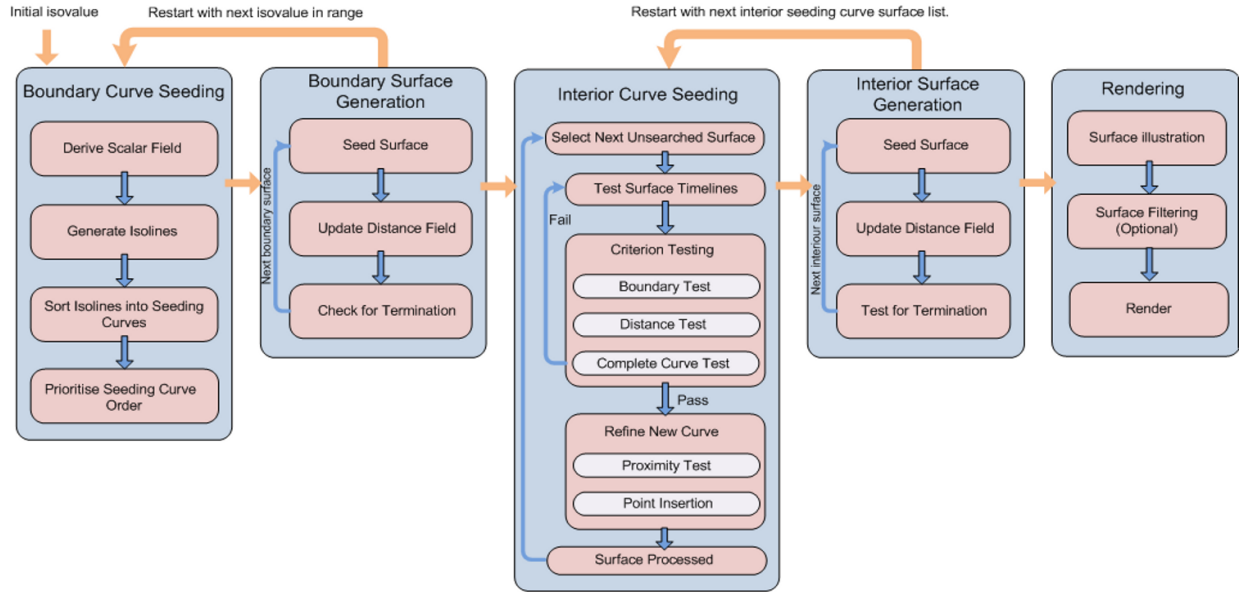 Initial isovalue
Restart with next isovalue in range
Restart with next interior seeding curve surface list.
Boundary Curve Seeding
Derive Scalar Field
Generate Isolines
Sort Isolines into Seeding
Curves
Prioritise Seeding Curve
Order
Boundary Surface
Generation
Next boundary surface
Seed Surface
Update Distance Field
Check for Termination
Interior Curve Seeding
Select Next Unsearched Surface
Test Surface Timelines
Fail
Criterion Testing
Boundary Test
Distance Test
Complete Curve Test
Pass
Refine New Curve
Proximity Test
Point Insertion
Surface Processed
Interior Surface
Generation
Next interiour surface
Seed Surface
Update Distance Field
Test for Termination
Rendering
Surface illustration
Surface Filtering
(Optional)
Render